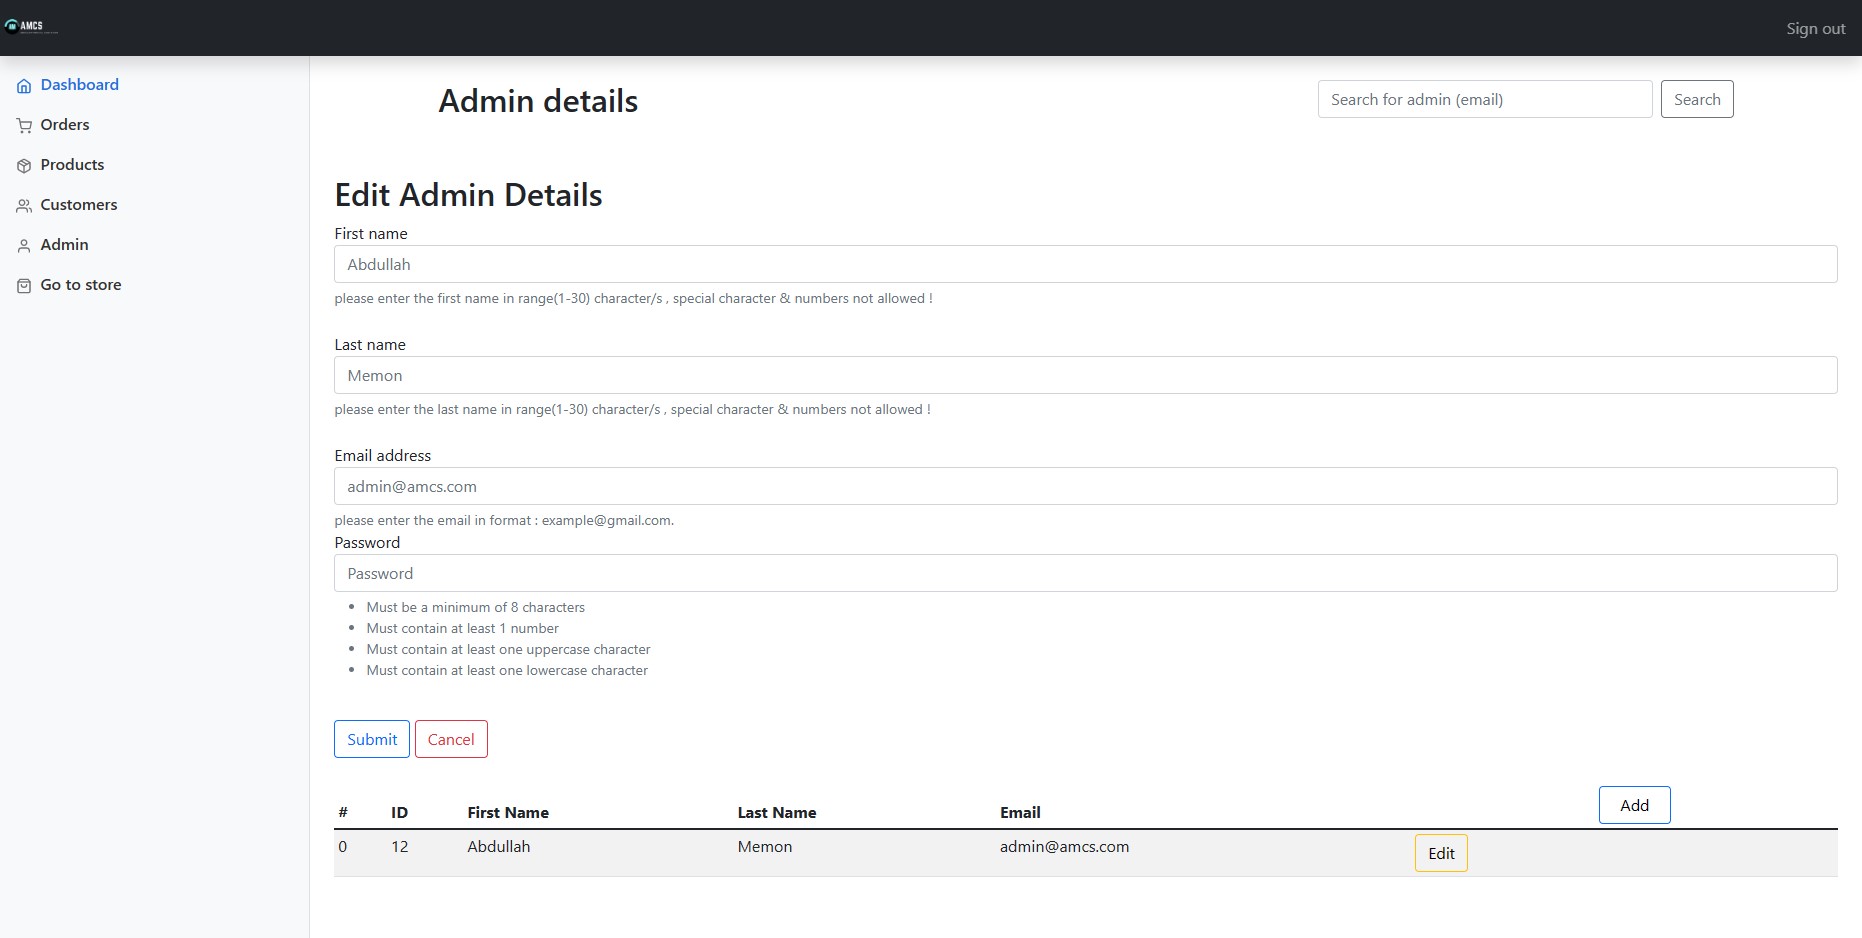 AMCS
Sign out
Dashboard
Orders
Products
Customers
Admin
Go to store
Admin details
Search for admin (email)
Search
Edit Admin Details
First name
Abdullah
please enter the first name in range(1-30) character/s , special character & numbers not allowed !
Last name
Memon
please enter the last name in range(1-30) character/s , special character & numbers not allowed !
Email address
admin@amcs.com
please enter the email in format : example@gmail.com.
Password
Password
Must be a minimum of 8 characters
Must contain at least 1 number
Must contain at least one uppercase character
Must contain at least one lowercase character
Submit Cancel
# ID First Name Last Name Email Add
0 12 Abdullah Memon admin@amcs.com Edit